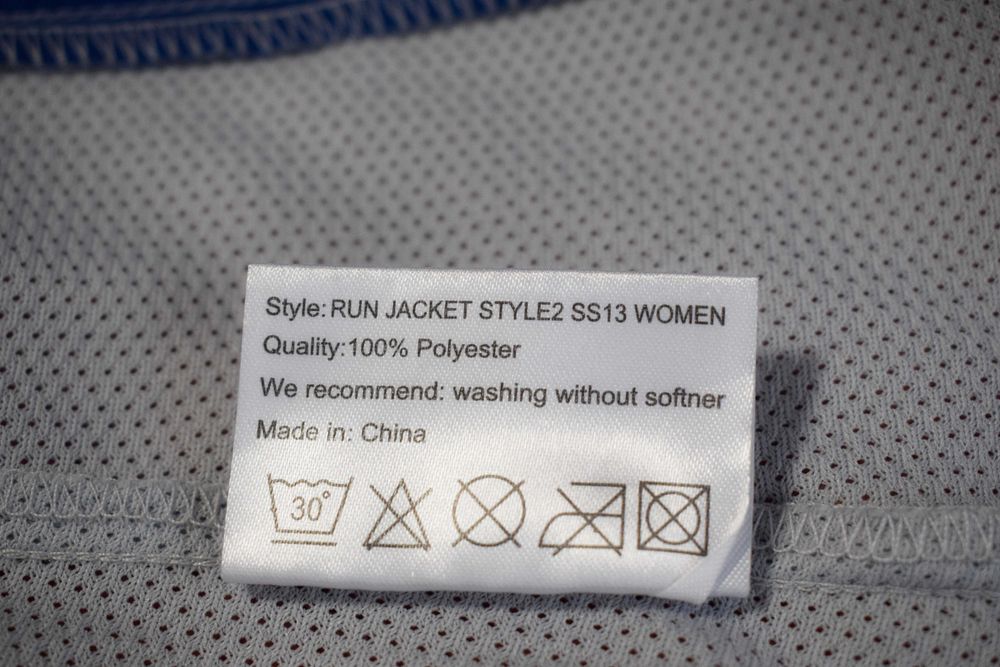 Style: RUN JACKET STYLE2 SS13 WOMEN
Quality:100% Polyester
We recommend: washing without softner
Made in: China
30°